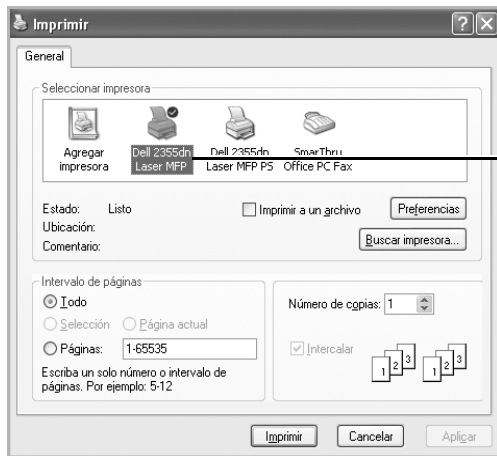 Imprimir
General
Seleccionar impresora
Agregar impresora
Dell 2355dn Laser MFP
Dell 2355dn Laser MFP PS
SmarThru Office PC Fax
Estado: Listo
Ubicación:
Comentario:
Imprimir a un archivo
Preferencias
Buscar impresora...
Intervalo de páginas
Todo
Selección
Página actual
Páginas: 1-65535
Escriba un solo número o intervalo de
páginas. Por ejemplo: 5-12
Número de copias: 1
Intercalar
1 2 3 1 2 3
Imprimir
Cancelar
Aplicar